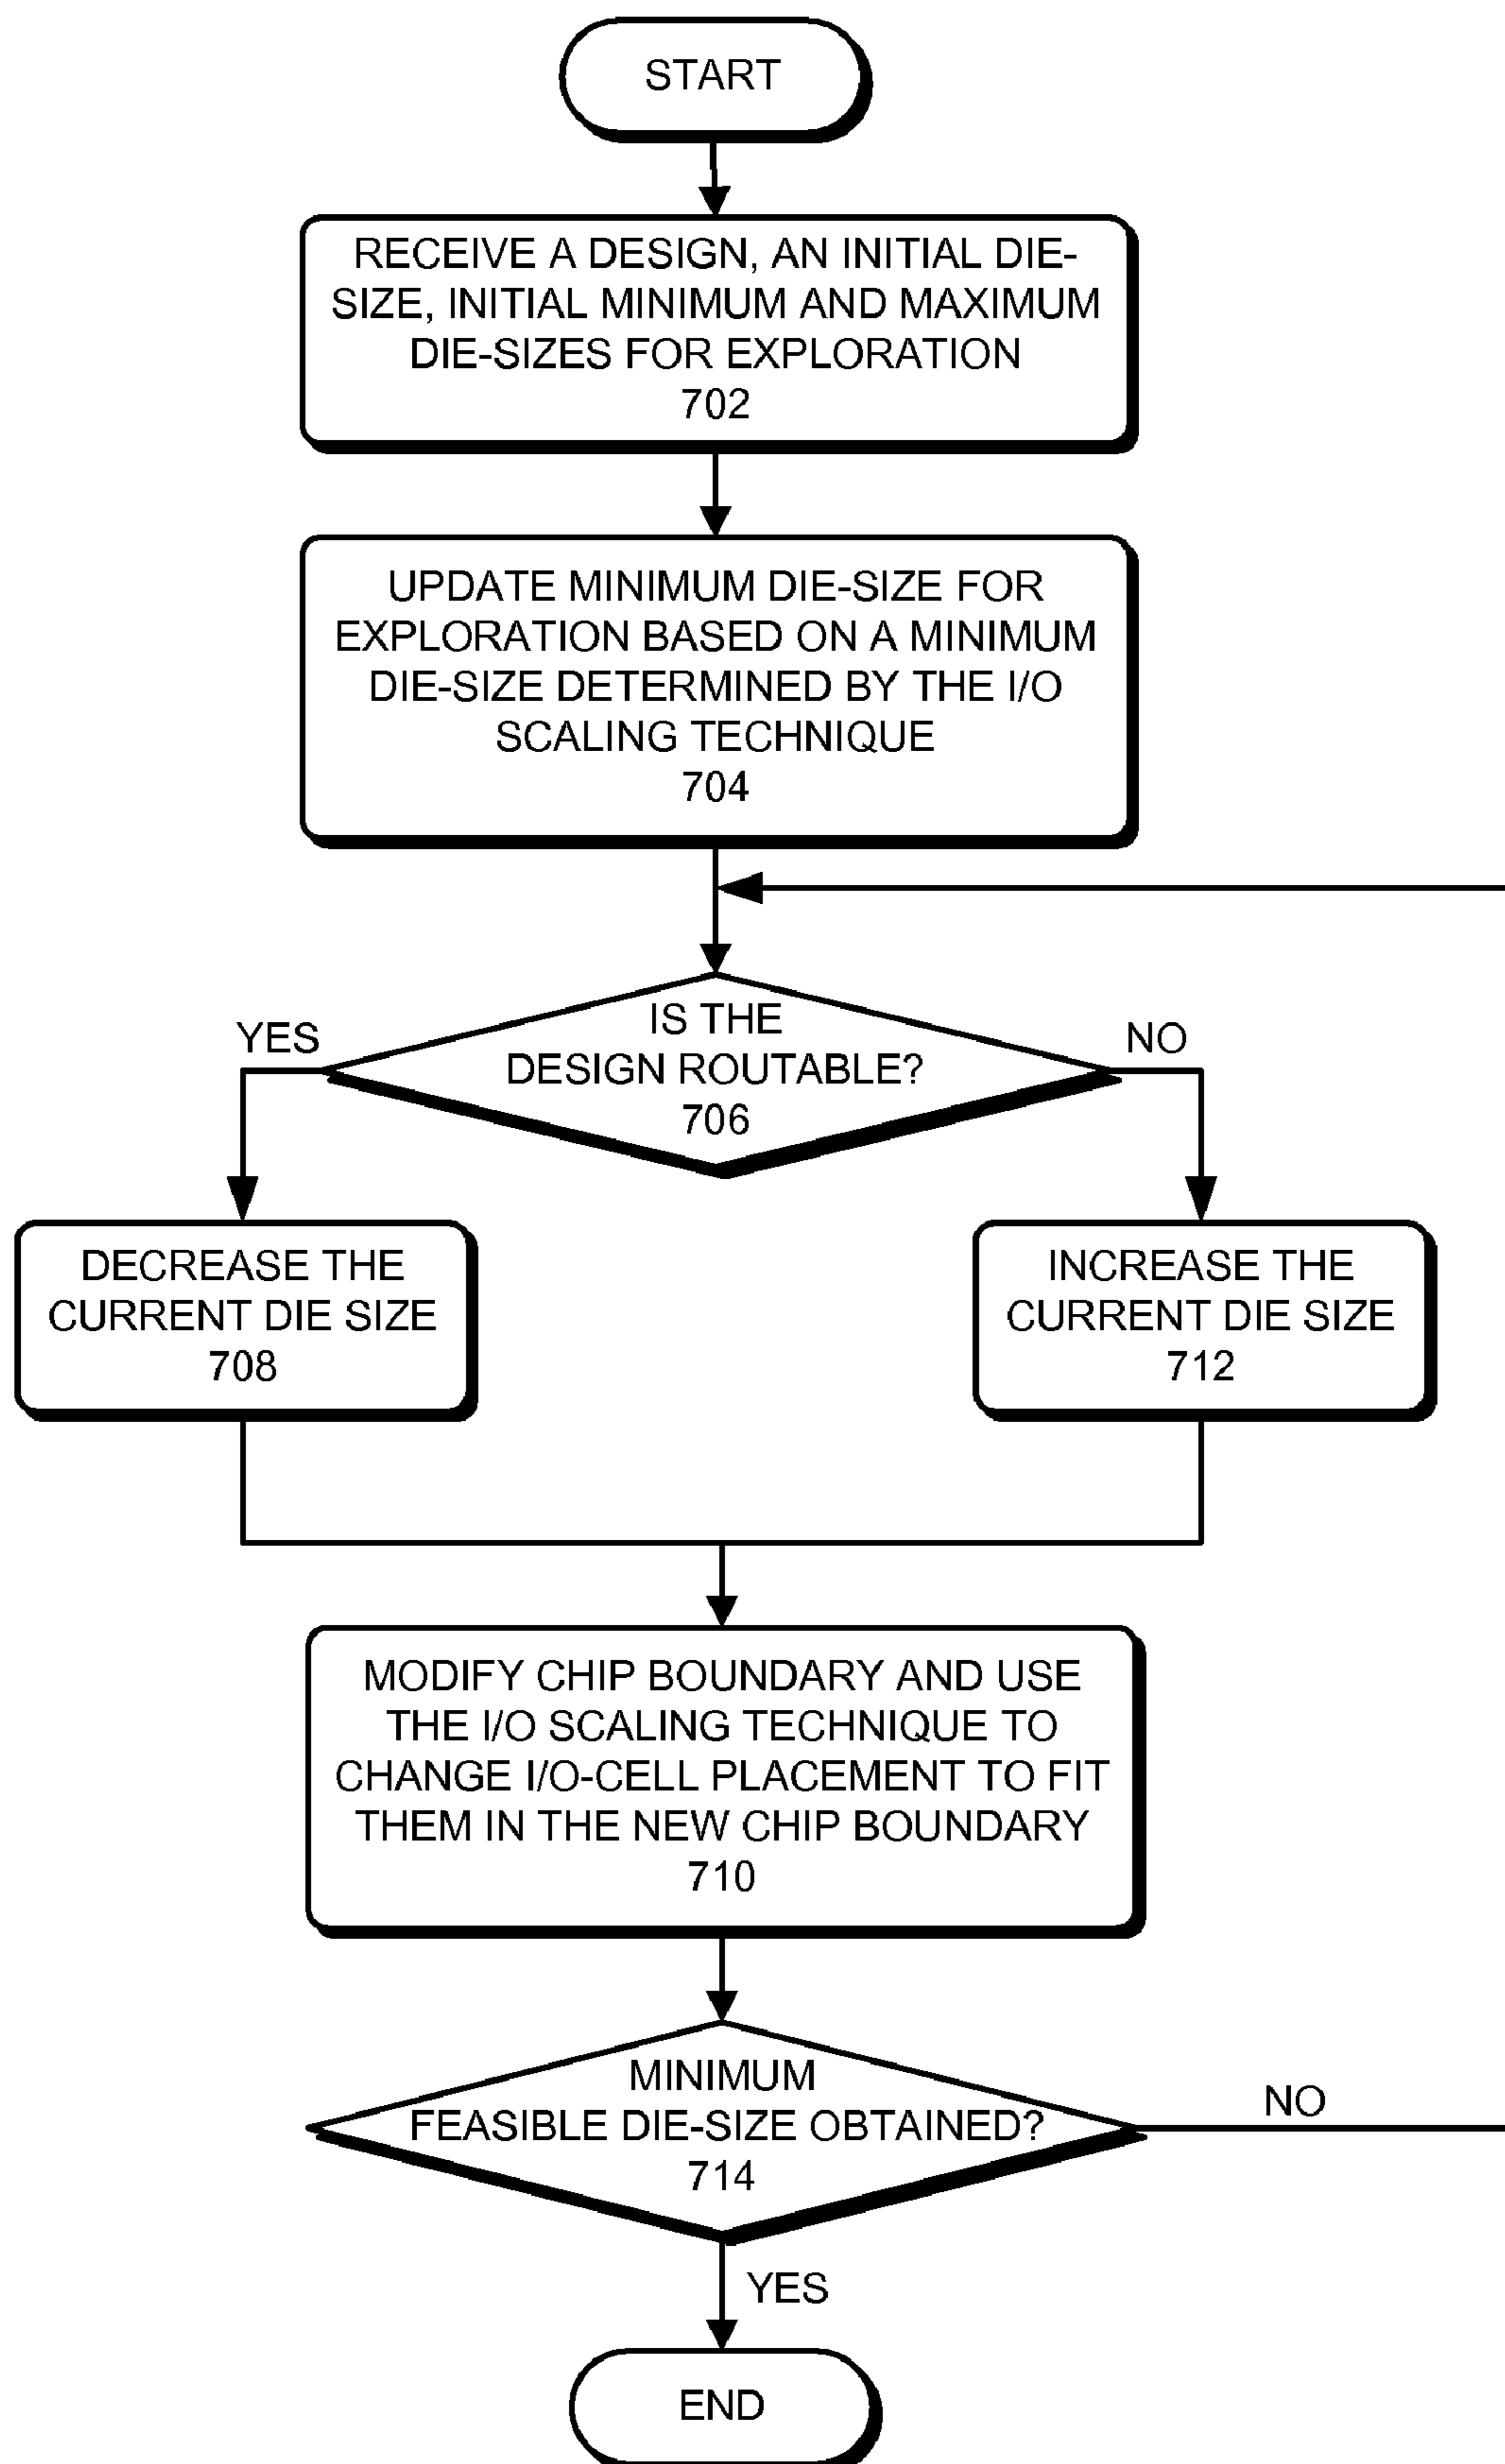 START
RECEIVE A DESIGN, AN INITIAL DIE-
SIZE, INITIAL MINIMUM AND MAXIMUM
DIE-SIZES FOR EXPLORATION
702
UPDATE MINIMUM DIE-SIZE FOR
EXPLORATION BASED ON A MINIMUM
DIE-SIZE DETERMINED BY THE I/O
SCALING TECHNIQUE
704
IS THE
DESIGN ROUTABLE?
706
YES
NO
DECREASE THE
CURRENT DIE SIZE
708
INCREASE THE
CURRENT DIE SIZE
712
MODIFY CHIP BOUNDARY AND USE
THE I/O SCALING TECHNIQUE TO
CHANGE I/O-CELL PLACEMENT TO FIT
THEM IN THE NEW CHIP BOUNDARY
710
MINIMUM
FEASIBLE DIE-SIZE OBTAINED?
714
NO
YES
END